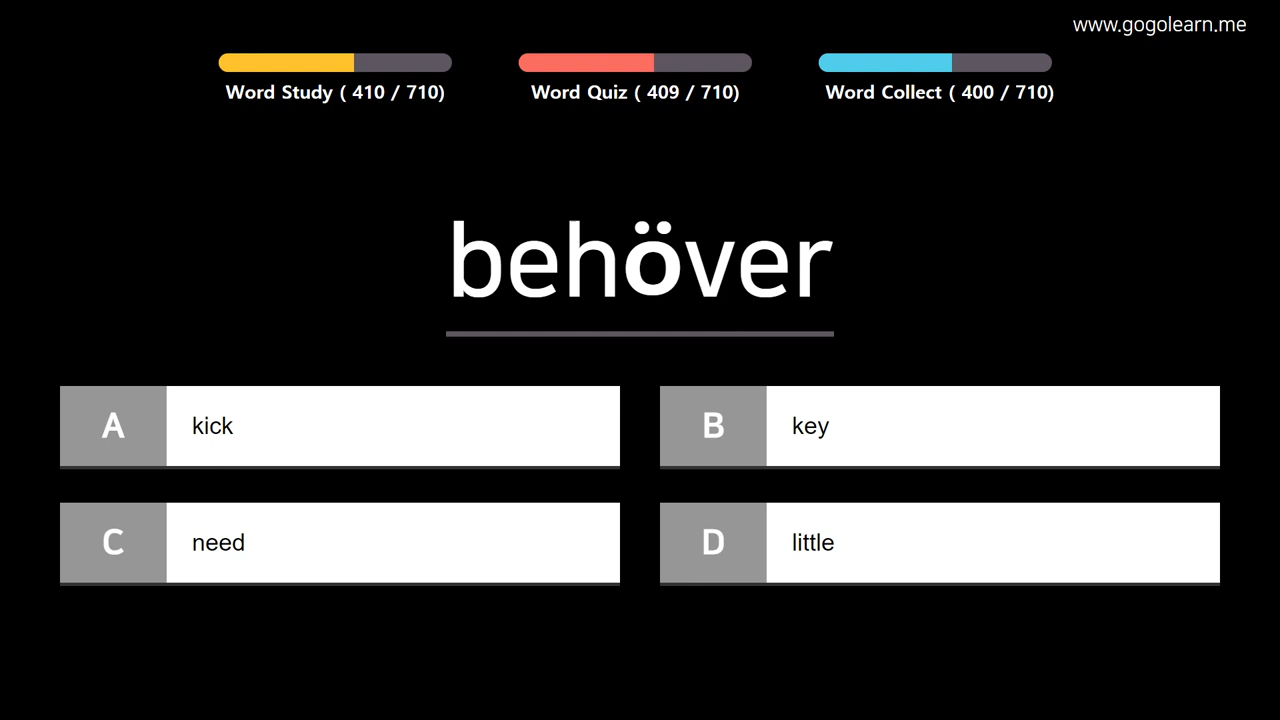 www.gogolearn.me
Word Study ( 410 / 710)
Word Quiz ( 409 / 710)
Word Collect ( 400 / 710)
behöver
A kick
B key
C need
D little